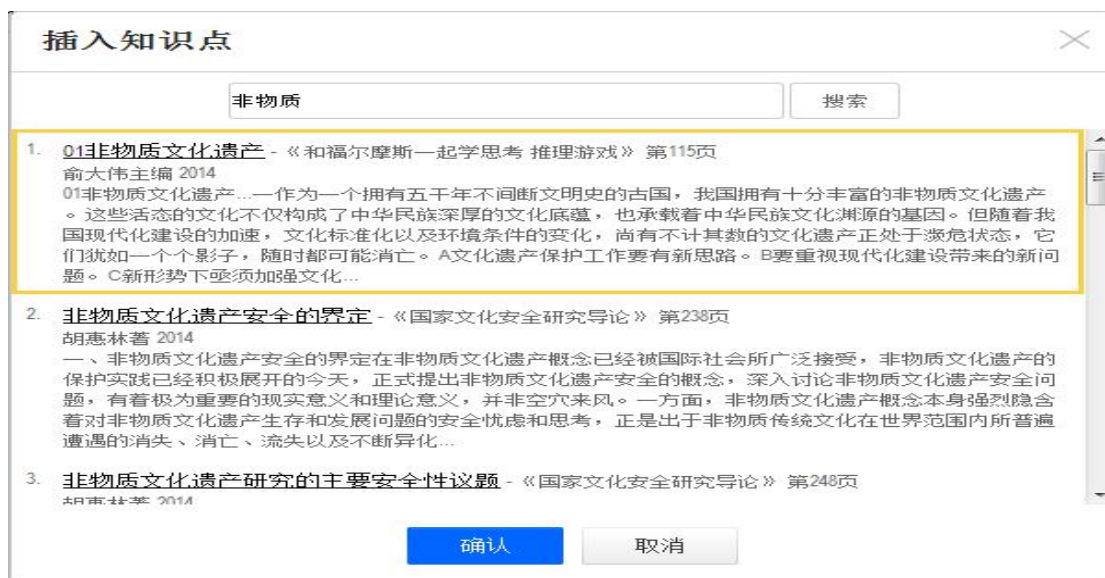 插入知识点
非物质
搜索
1. 01非物质文化遗产 - 《和福尔摩斯一起学思考 推理游戏》 第115页
俞大伟主编 2014
01非物质文化遗产...一作为一个拥有五千年不间断文明史的古国，我国拥有十分丰富的非物质文化遗产
。这些活态的文化不仅构成了中华民族深厚的文化底蕴，也承载着中华民族文化渊源的基因。但随着我
国现代化建设的加速，文化标准化以及环境条件的变化，尚有不计其数的文化遗产正处于濒危状态，它
们犹如一个个影子，随时都可能消亡。A文化遗产保护工作要有新思路。B要重视现代化建设带来的新问
题。C新形势下亟须加强文化...
2. 非物质文化遗产安全的界定 - 《国家文化安全研究导论》 第238页
胡惠林著 2014
一、非物质文化遗产安全的界定在非物质文化遗产概念已经被国际社会所广泛接受，非物质文化遗产的
保护实践已经积极展开的今天，正式提出非物质文化遗产安全的概念，深入讨论非物质文化遗产安全问
题，有着极为重要的现实意义和理论意义，并非空穴来风。一方面，非物质文化遗产概念本身强烈隐含
着对非物质文化遗产生存和发展问题的安全忧虑和思考，正是出于非物质传统文化在世界范围内所普遍
遭遇的消失、消亡、流失以及不断异化...
3. 非物质文化遗产研究的主要安全性议题 - 《国家文化安全研究导论》 第248页
胡惠林著 2014
确认
取消